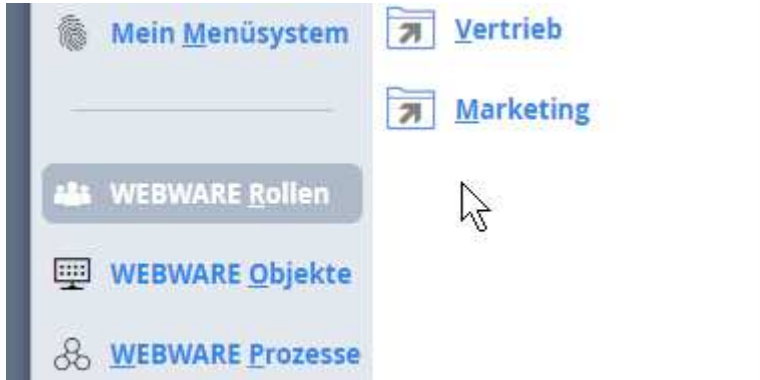 Mein Menüsystem
Vertrieb
Marketing
WEBWARE Rollen
WEBWARE Objekte
WEBWARE Prozesse